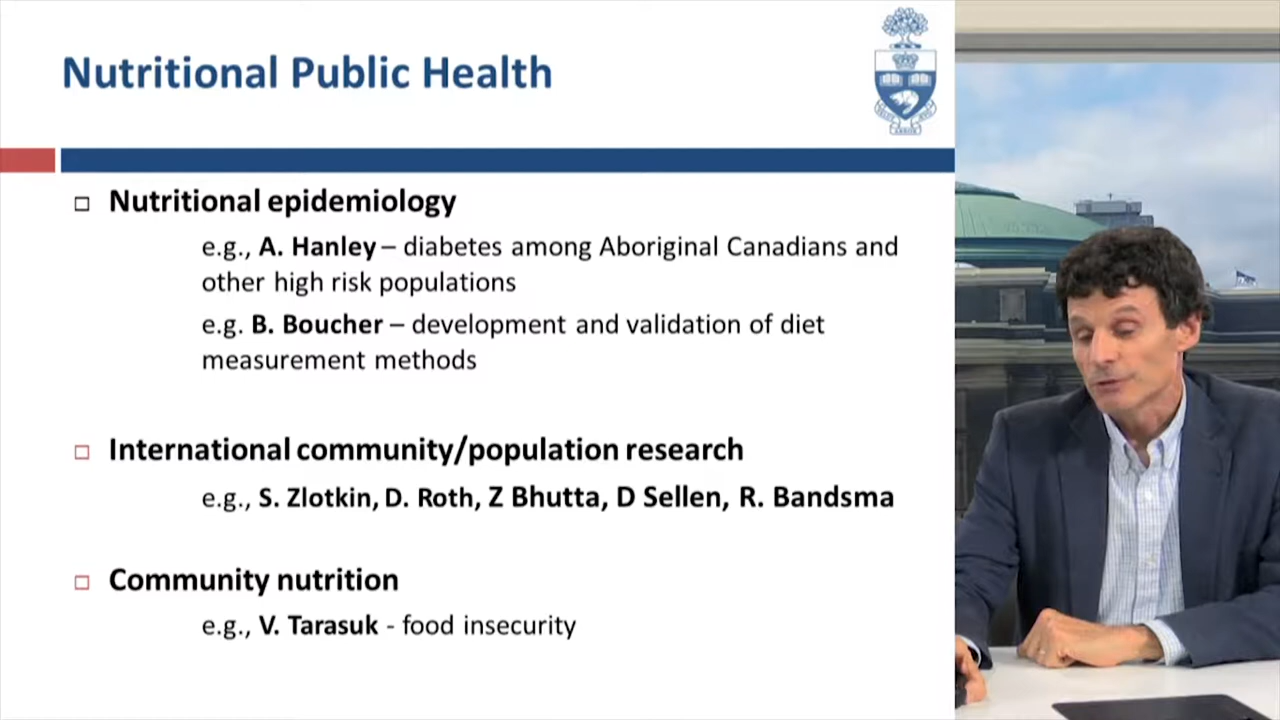 Nutritional Public Health
Nutritional epidemiology
e.g., A. Hanley – diabetes among Aboriginal Canadians and
other high risk populations
e.g. B. Boucher – development and validation of diet
measurement methods
International community/population research
e.g., S. Zlotkin, D. Roth, Z Bhutta, D Sellen, R. Bandsma
Community nutrition
e.g., V. Tarasuk - food insecurity